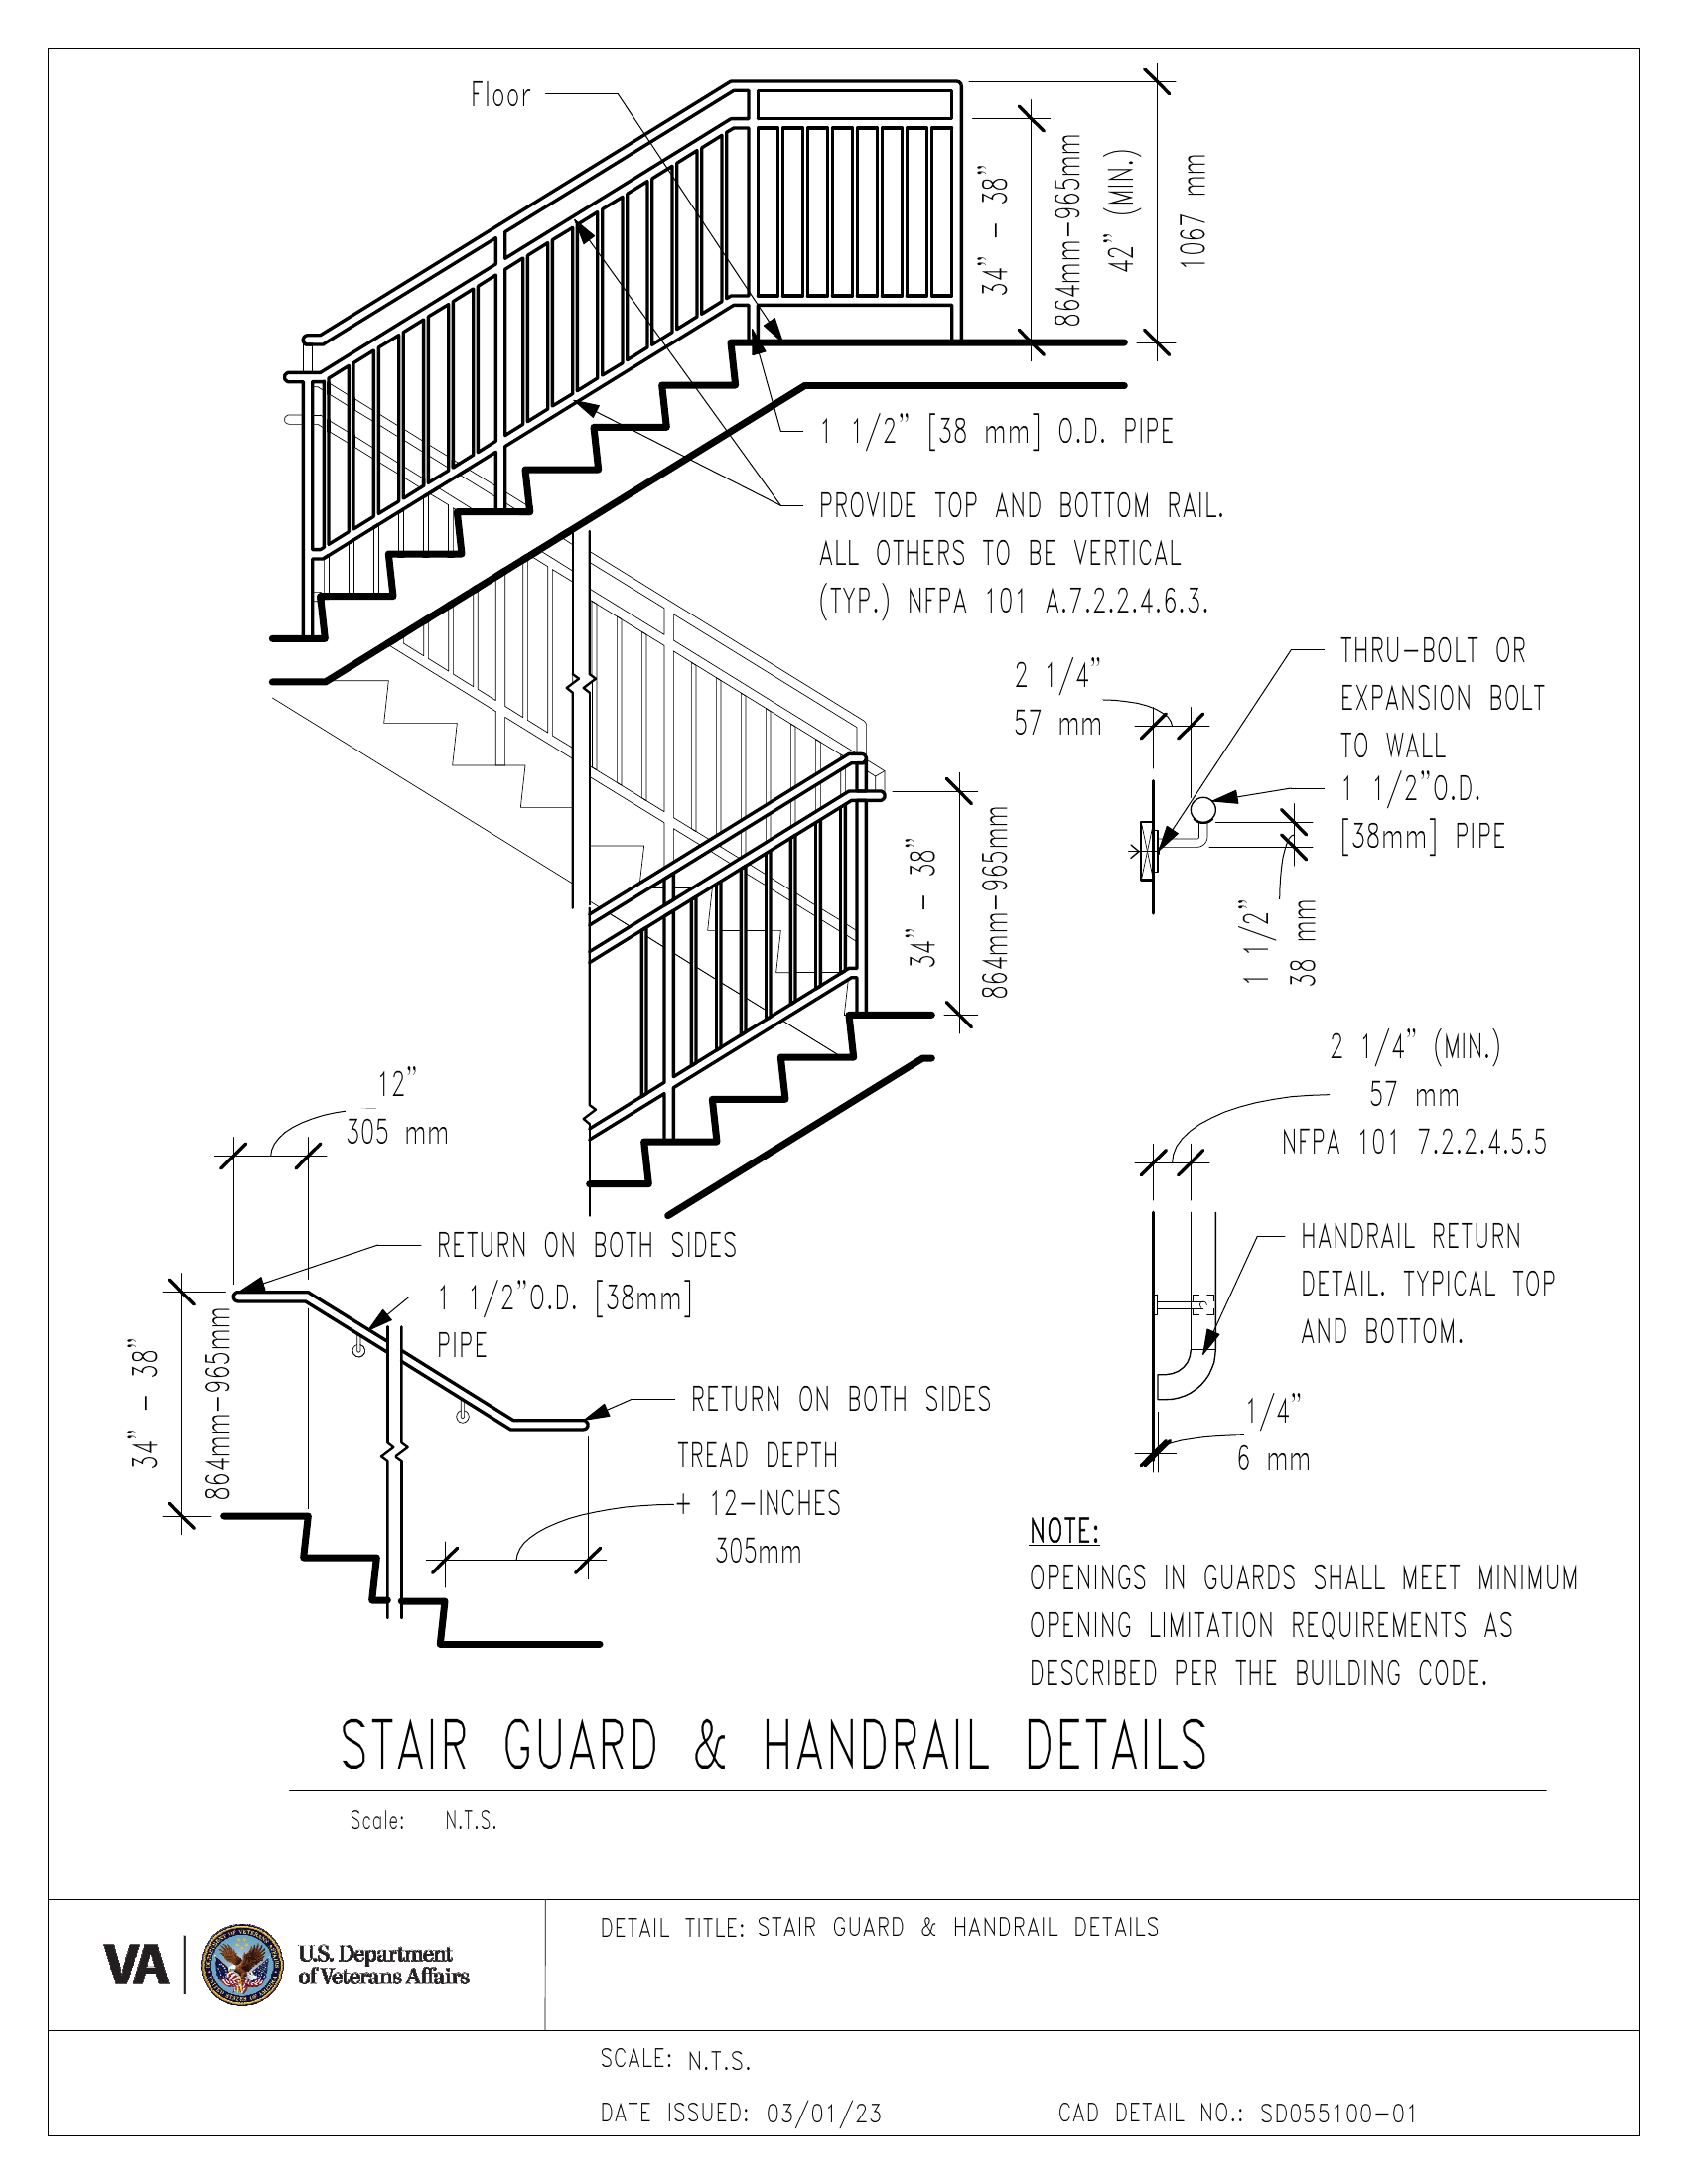 Floor
34” - 38”
864mm-965mm
42” (MIN.)
1067 mm
1 1/2” [38 mm] O.D. PIPE
PROVIDE TOP AND BOTTOM RAIL.
ALL OTHERS TO BE VERTICAL
(TYP.) NFPA 101 A.7.2.2.4.6.3.
2 1/4”
57 mm
THRU-BOLT OR
EXPANSION BOLT
TO WALL
1 1/2”O.D.
[38mm] PIPE
1 1/2”
38 mm
34” - 38”
864mm-965mm
2 1/4” (MIN.)
57 mm
NFPA 101 7.2.2.4.5.5
HANDRAIL RETURN
DETAIL. TYPICAL TOP
AND BOTTOM.
1/4”
6 mm
12”
305 mm
RETURN ON BOTH SIDES
1 1/2”O.D. [38mm]
PIPE
34” - 38”
864mm-965mm
RETURN ON BOTH SIDES
TREAD DEPTH
+ 12-INCHES
305mm
NOTE:
OPENINGS IN GUARDS SHALL MEET MINIMUM
OPENING LIMITATION REQUIREMENTS AS
DESCRIBED PER THE BUILDING CODE.
STAIR GUARD & HANDRAIL DETAILS
Scale: N.T.S.
VA
U.S. Department
of Veterans Affairs
DETAIL TITLE: STAIR GUARD & HANDRAIL DETAILS
SCALE: N.T.S.
DATE ISSUED: 03/01/23
CAD DETAIL NO.: SD055100-01